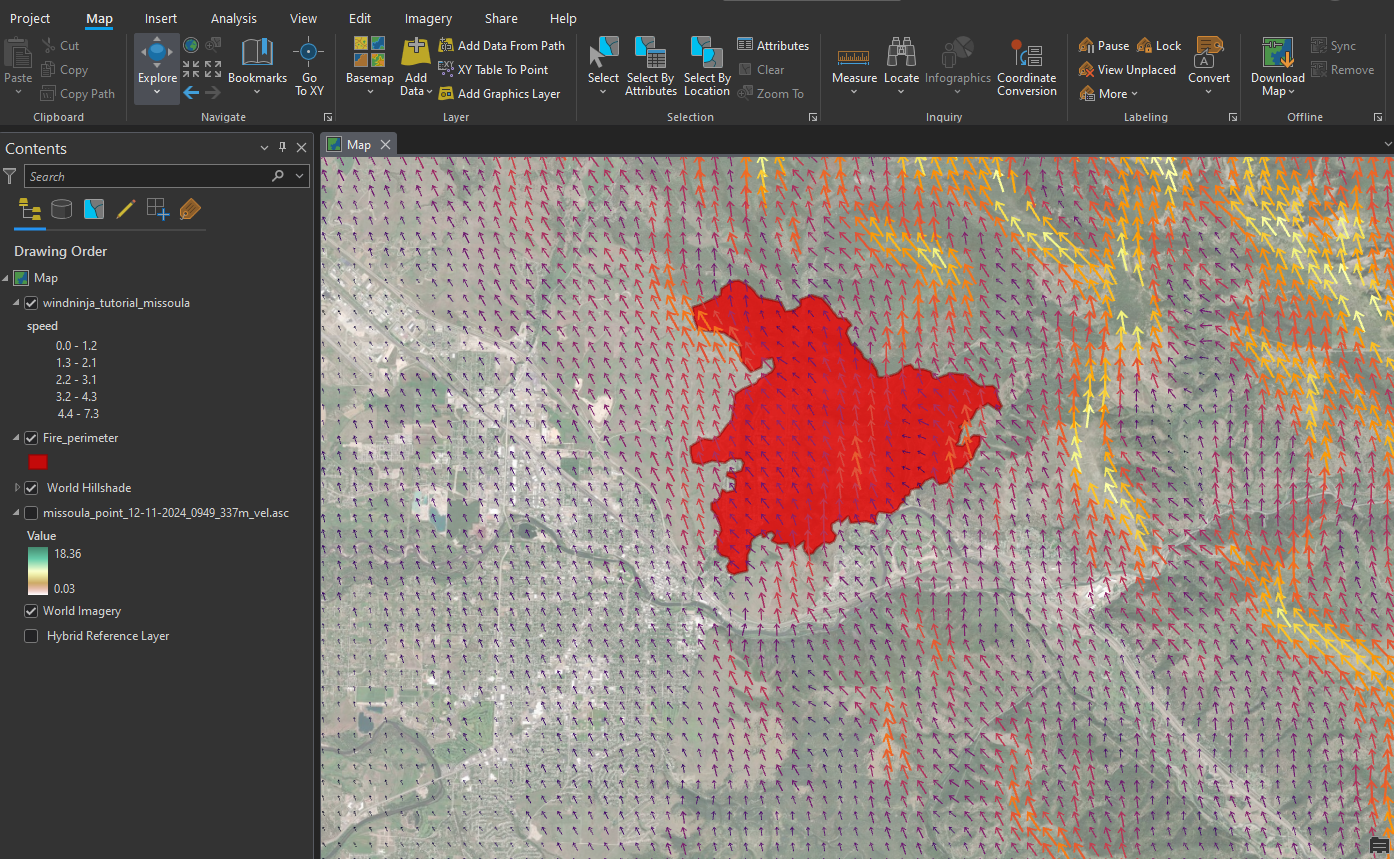 Project Map Insert Analysis View Edit Imagery Share Help
Paste
Cut
Copy
Copy Path
Clipboard
Explore
Bookmarks
Go
To XY
Navigate
Basemap
Add
Data
Add Data From Path
XY Table To Point
Add Graphics Layer
Layer
Select
Select By
Attributes
Select By
Location
Attributes
Clear
Zoom To
Selection
Measure
Locate
Infographics
Coordinate
Conversion
Inquiry
Pause Lock
View Unplaced
More
Convert
Labeling
Download
Map
Sync
Remove
Offline
Contents
Search
Drawing Order
Map
windninja_tutorial_missoula
speed
0.0 - 1.2
1.3 - 2.1
2.2 - 3.1
3.2 - 4.3
4.4 - 7.3
Fire_perimeter
World Hillshade
missoula_point_12-11-2024_0949_337m_vel.asc
Value
18.36
0.03
World Imagery
Hybrid Reference Layer
Map